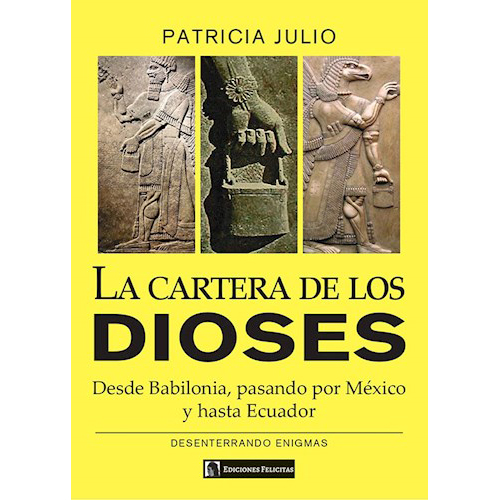 PATRICIA JULIO
LA CARTERA DE LOS
DIOSES
Desde Babilonia, pasando por México
y hasta Ecuador
DESENTERRANDO ENIGMAS
EDICIONES FELICITAS